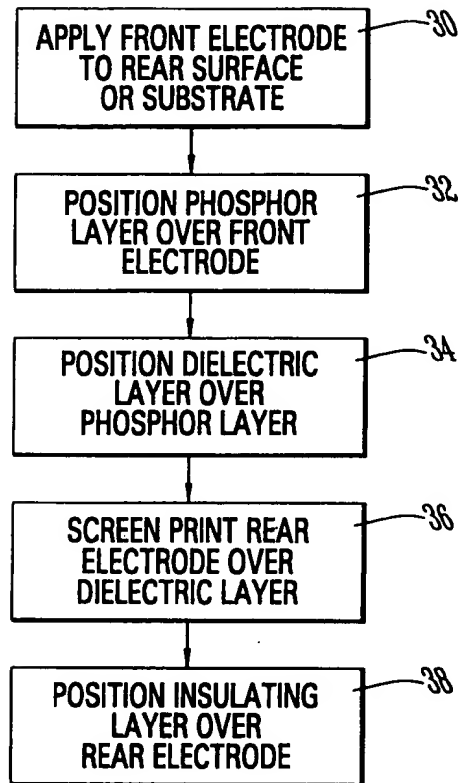 APPLY FRONT ELECTRODE
TO REAR SURFACE
OR SUBSTRATE
30
POSITION PHOSPHOR
LAYER OVER FRONT
ELECTRODE
32
POSITION DIELECTRIC
LAYER OVER
PHOSPHOR LAYER
34
SCREEN PRINT REAR
ELECTRODE OVER
DIELECTRIC LAYER
36
POSITION INSULATING
LAYER OVER
REAR ELECTRODE
38